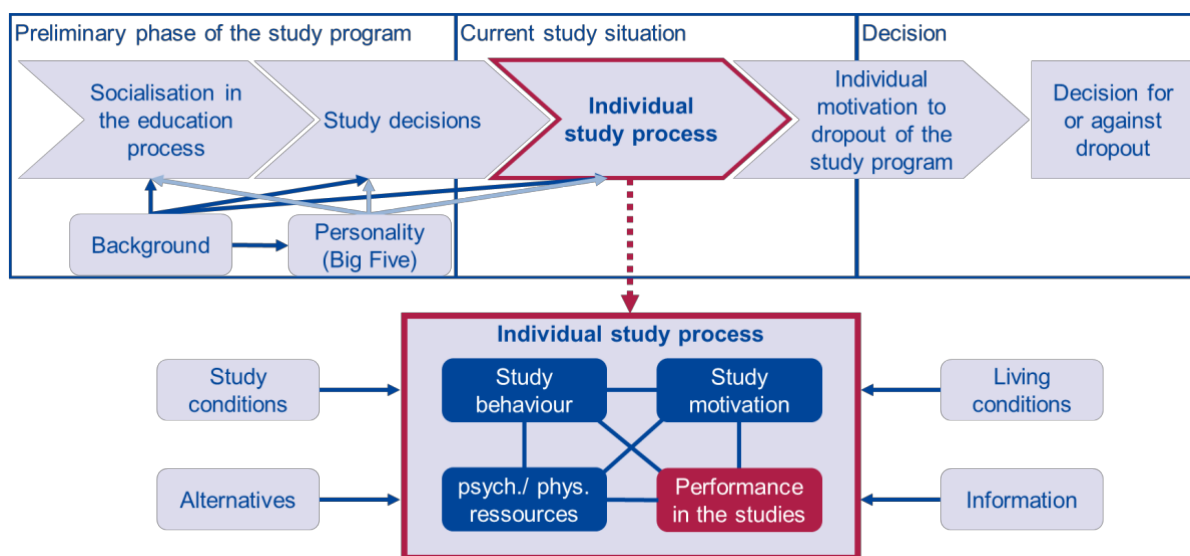 Preliminary phase of the study program
Current study situation
Decision
Socialisation in
the education
process
Study decisions
Individual
study process
Individual
motivation to
dropout of the
study program
Decision for
or against
dropout
Background
Personality
(Big Five)
Individual study process
Study
conditions
Study
behaviour
Study
motivation
Living
conditions
Alternatives
psych./ phys.
ressources
Performance
in the studies
Information